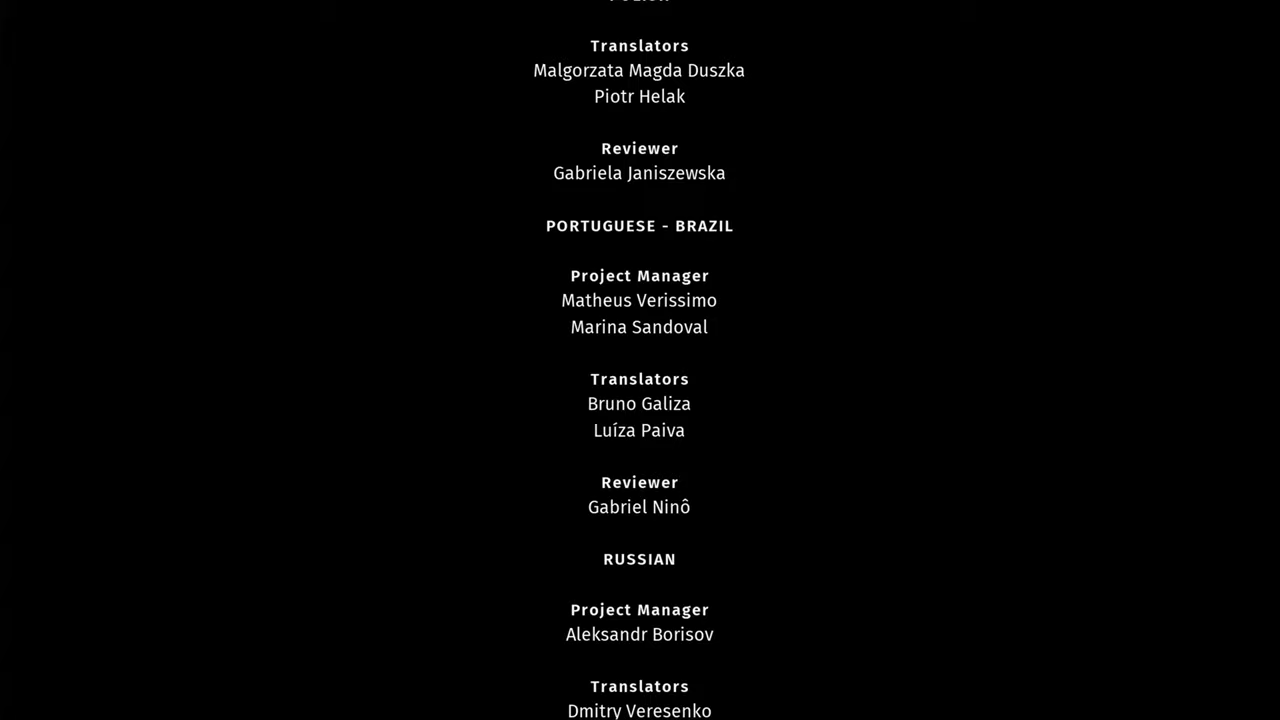 Translators
Malgorzata Magda Duszka
Piotr Helak
Reviewer
Gabriela Janiszewska
PORTUGUESE - BRAZIL
Project Manager
Matheus Verissimo
Marina Sandoval
Translators
Bruno Galiza
Luíza Paiva
Reviewer
Gabriel Ninô
RUSSIAN
Project Manager
Aleksandr Borisov
Translators
Dmitry Veresenko